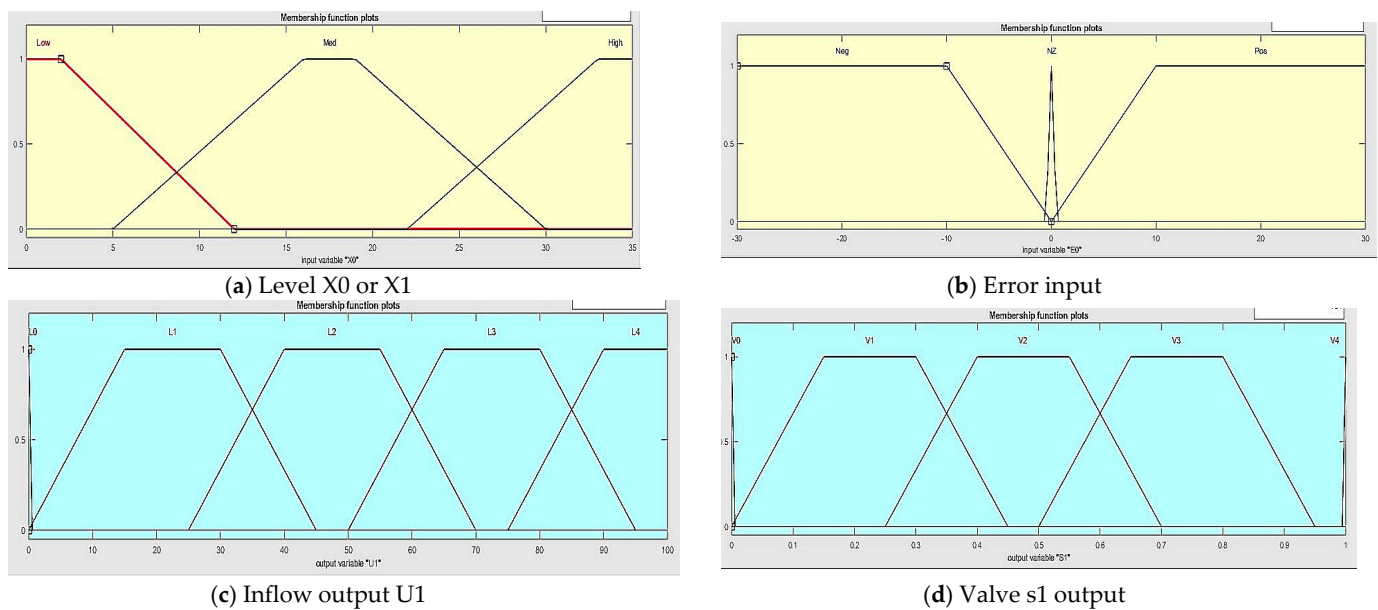 Membership function plots
Low Med High
1
0.5
0
0 5 10 15 20 25 30 35
input variable "X0"
(a) Level X0 or X1
Membership function plots
Neg NZ Pos
1
0.5
0
-30 -20 -10 0 10 20 30
input variable "E0"
(b) Error input
Membership function plots
L0 L1 L2 L3 L4
1
0.5
0
0 10 20 30 40 50 60 70 80 90 100
output variable "U1"
(c) Inflow output U1
Membership function plots
V0 V1 V2 V3 V4
1
0.5
0
0 0.1 0.2 0.3 0.4 0.5 0.6 0.7 0.8 0.9 1
output variable "S1"
(d) Valve s1 output